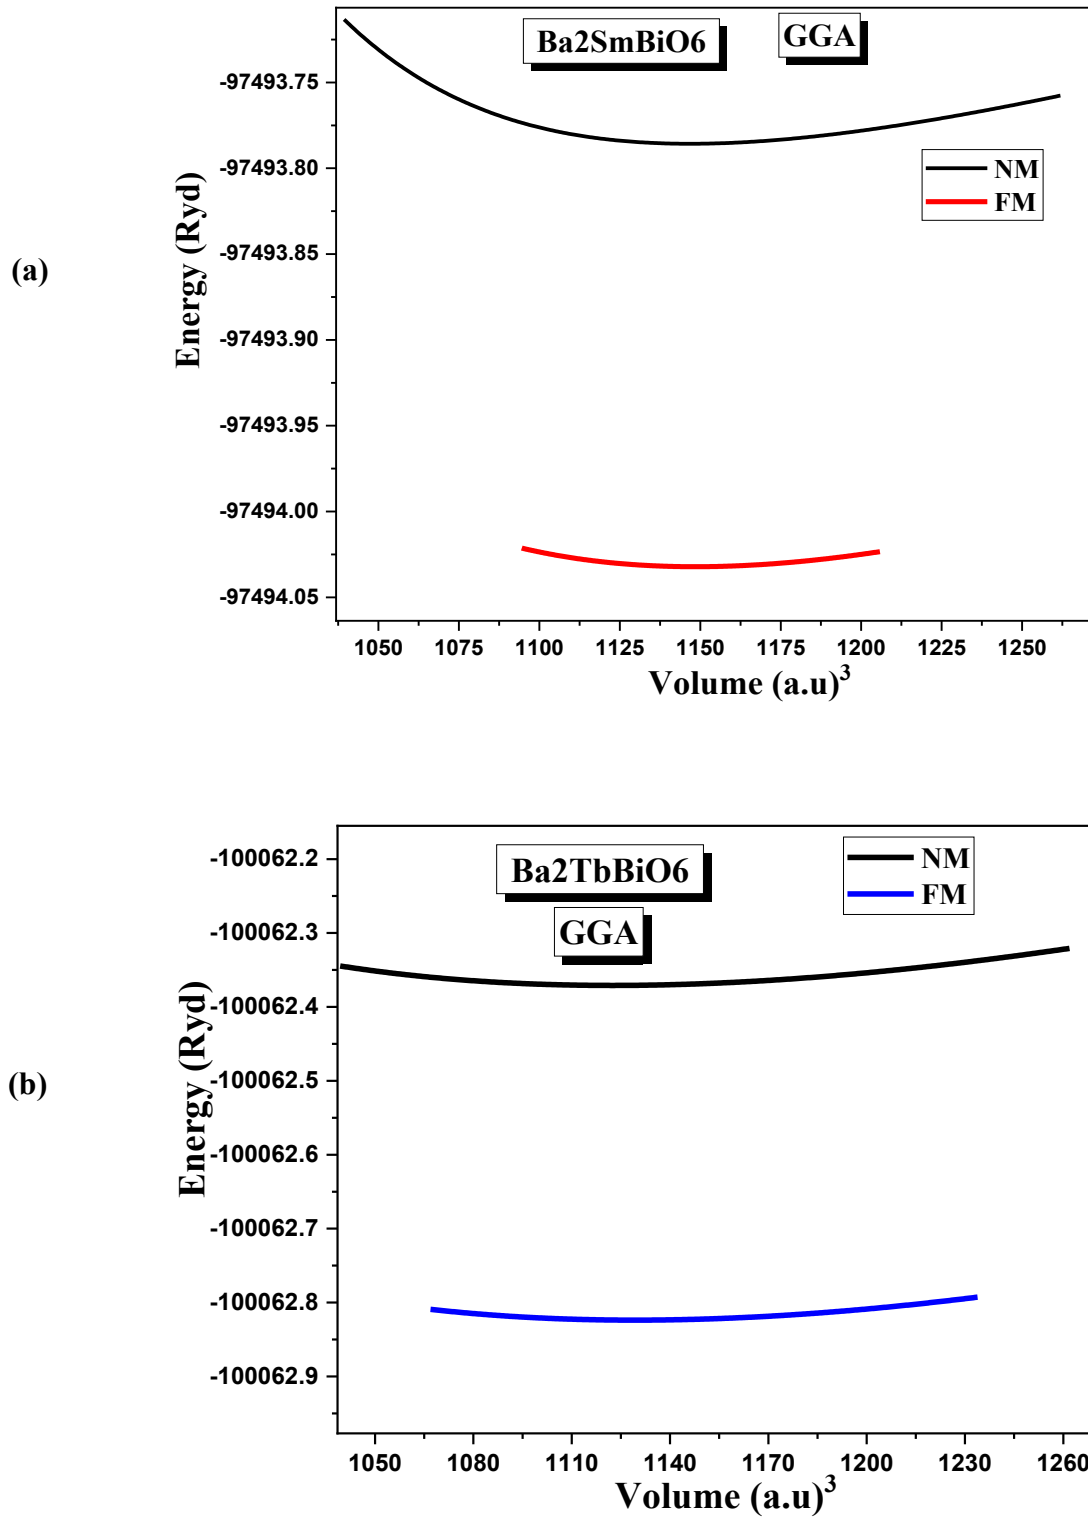 (a)
Ba2SmBiO6
GGA
NM
FM
Energy (Ryd)
-97493.75
-97493.80
-97493.85
-97493.90
-97493.95
-97494.00
-97494.05
1050 1075 1100 1125 1150 1175 1200 1225 1250
Volume (a.u)³
(b)
Ba2TbBiO6
GGA
NM
FM
Energy (Ryd)
-100062.2
-100062.3
-100062.4
-100062.5
-100062.6
-100062.7
-100062.8
-100062.9
1050 1080 1110 1140 1170 1200 1230 1260
Volume (a.u)³